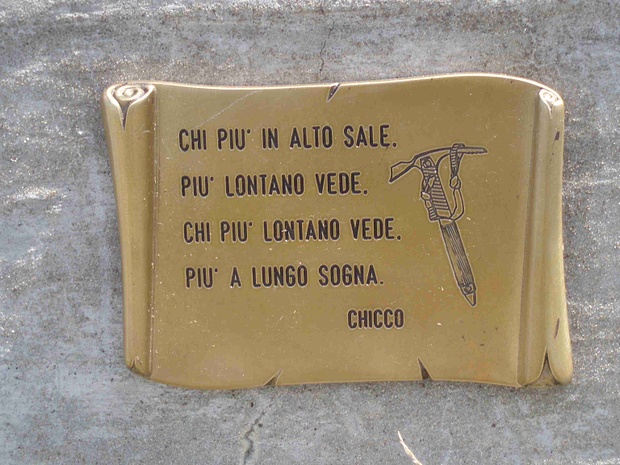 CHI PIU' IN ALTO SALE.
PIU' LONTANO VEDE.
CHI PIU' LONTANO VEDE.
PIU' A LUNGO SOGNA.
CHICCO